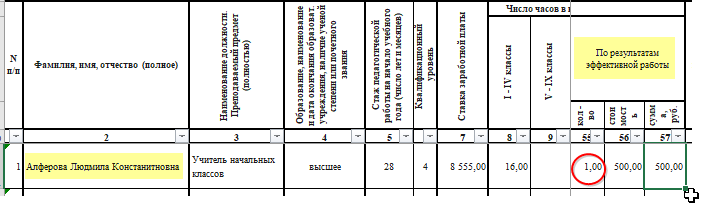 Число часов в н
N
п/п
Фамилия, имя, отчество (полное)
Наименование должности.
Преподаваемый предмет
(полностью)
Образование, наименование
и дата окончания образоват.
учреждения, наличие ученой
степени или почетного
звания
Стаж педагогической
работы на начало учебного
года (число лет и месяцев)
Квалификационный
уровень
Ставка заработной платы
I - IV классы
V - IX классы
По результатам
эффективной работы
кол -
во
стои
мост
ь
сумм
а,
руб.
2
3
4
5
6
7
8
9
55
56
57
1
Алферова Людмила Константиновна
Учитель начальных
классов
высшее
28
4
8 555,00
16,00
1,00
500,00
500,00